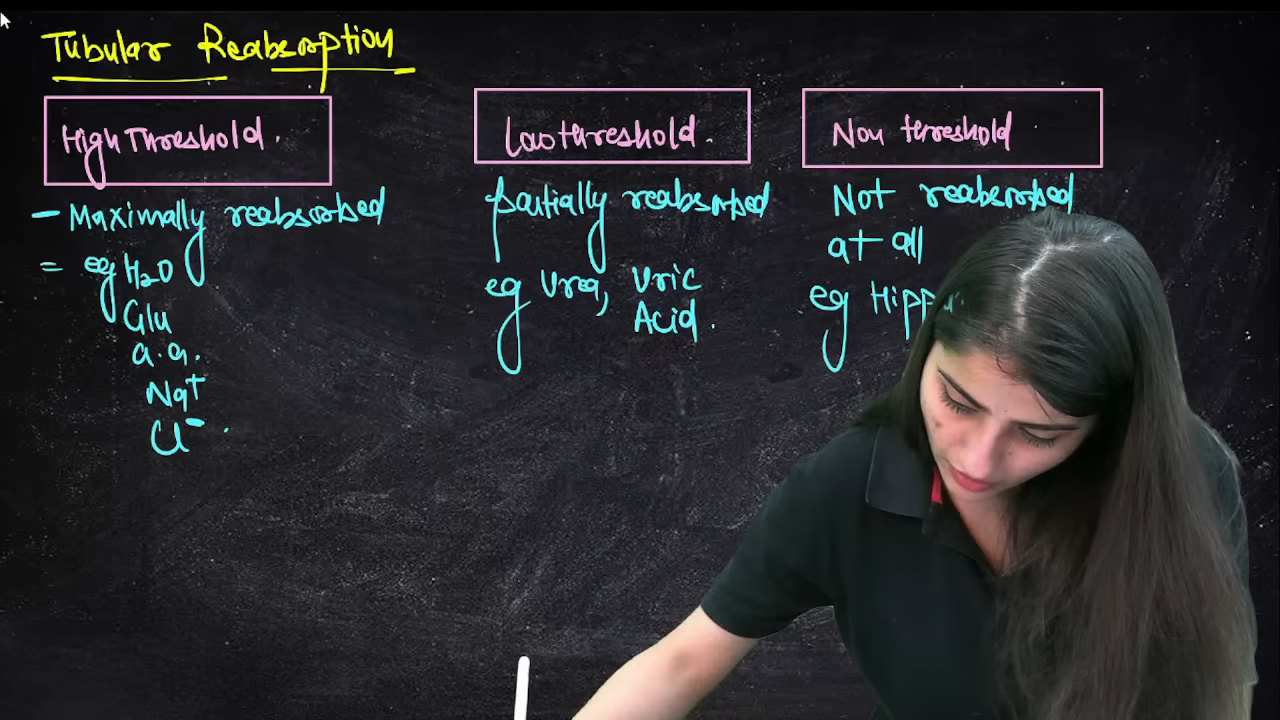 Tubular Reabsorption
High Threshold.
- Maximally reabsorbed
= eg H2O
Glu
a.a.
Na+
Cl-.
Low threshold.
partially reabsorbed
eg Urea, Uric
Acid.
Non threshold
Not reabsorbed
at all
eg